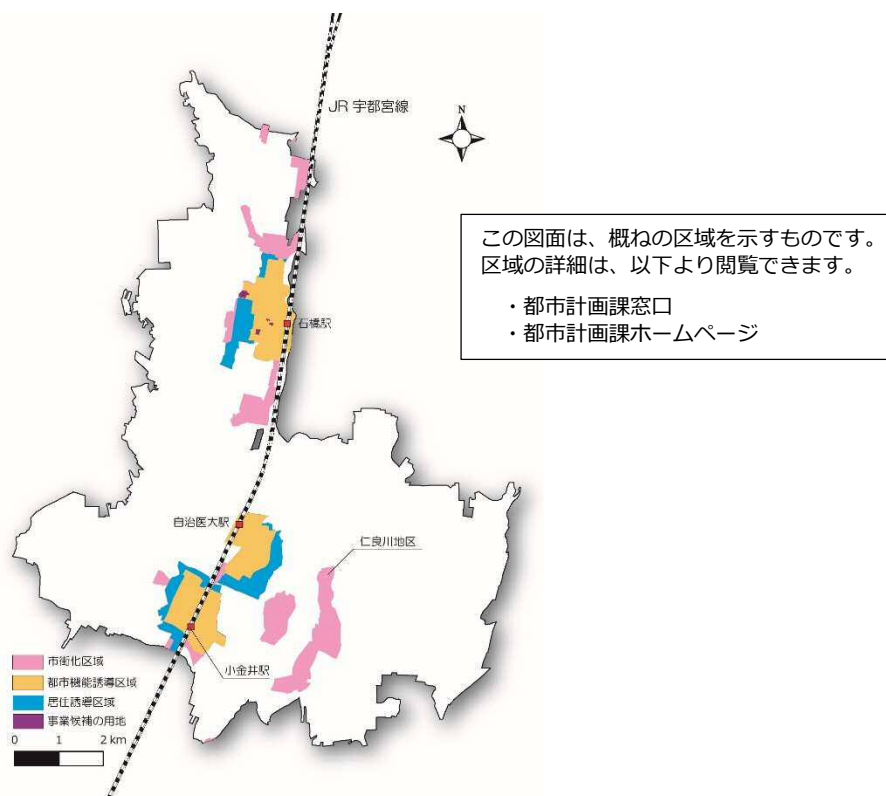 JR 宇都宮線
N
この図面は、概ねの区域を示すものです。
区域の詳細は、以下より閲覧できます。
・都市計画課窓口
・都市計画課ホームページ
石橋駅
自治医大駅
仁良川地区
小金井駅
市街化区域
都市機能誘導区域
居住誘導区域
事業候補の用地
0 1 2 km